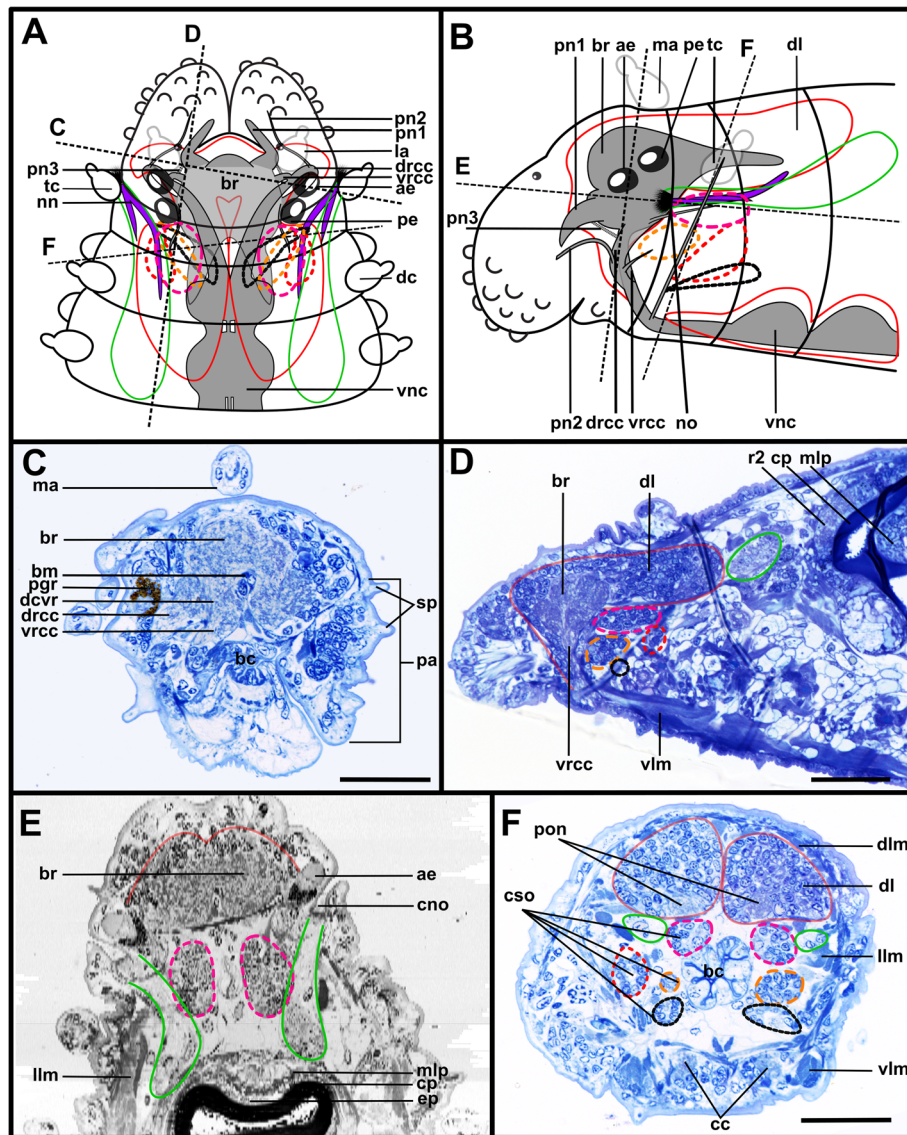 A
D
C
pn3
tc
nn
F
br
pn2
pn1
la
drcc
vrcc
ae
pe
dc
vnc
B
pn1 br ae ma pe tc F dl
E
pn3
pn2 drcc vrcc no vnc
C
ma
br
bm
pgr
dcvr
drcc
vrcc
bc
sp
pa
D
br dl r2 cp mlp
vrcc vlm
E
br
ae
cno
llm
mlp
cp
ep
F
pon
cso
bc
dlm
dl
llm
vlm
cc